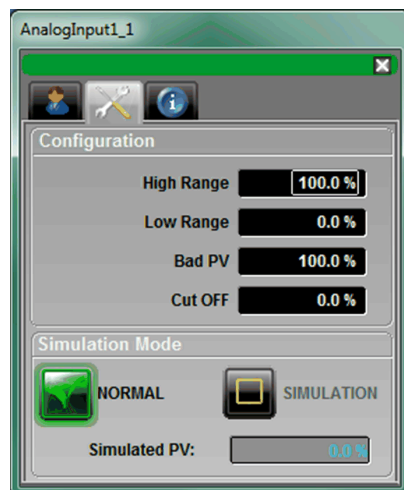 AnalogInput1_1
Configuration
High Range 100.0 %
Low Range 0.0 %
Bad PV 100.0 %
Cut OFF 0.0 %
Simulation Mode
NORMAL SIMULATION
Simulated PV: 0.0 %